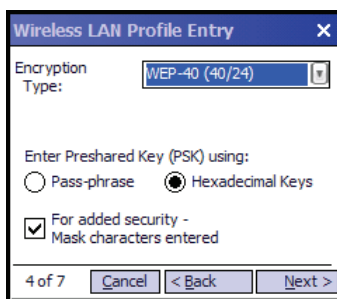 Wireless LAN Profile Entry X
Encryption
Type:
WEP-40 (40/24)
Enter Preshared Key (PSK) using:
Pass-phrase Hexadecimal Keys
For added security -
Mask characters entered
4 of 7 Cancel < Back Next >